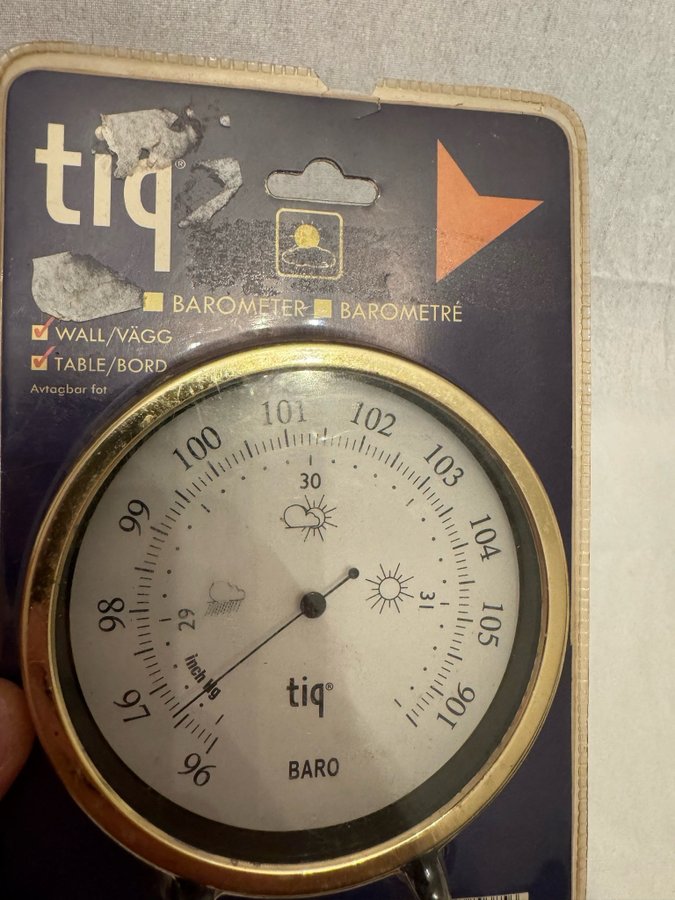 tiq®
BAROMETER BAROMETRÉ
WALL/VÄGG
TABLE/BORD
Avtagbar fot
96 97 98 99 100 101 102 103 104 105 106
29 30 31
inch Hg
tiq®
BARO